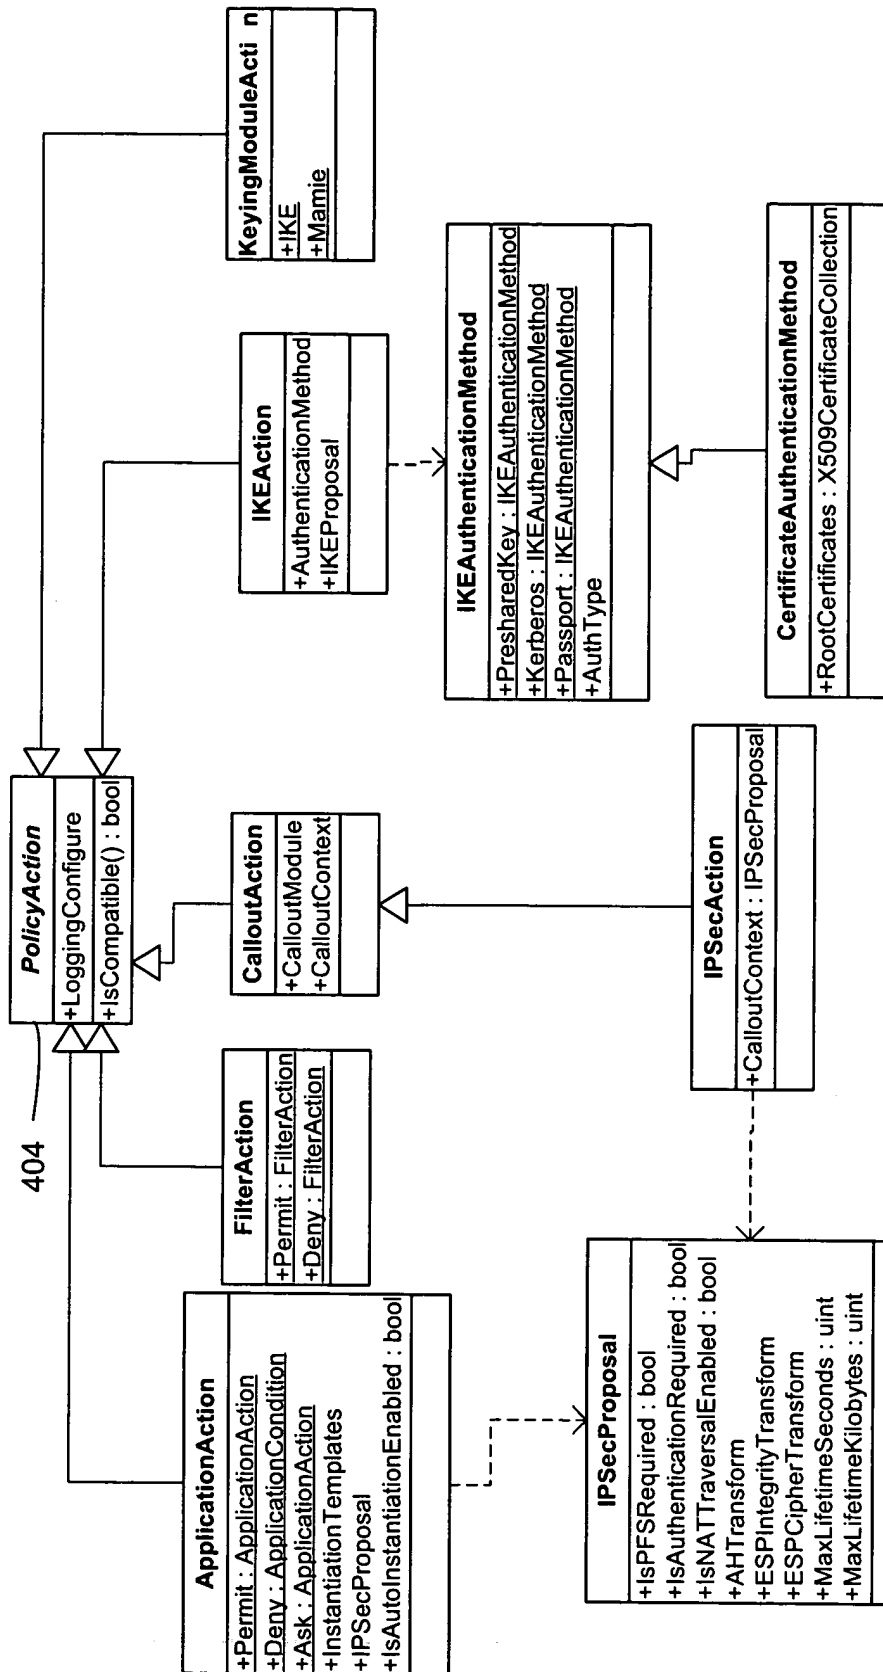 404
PolicyAction
+LoggingConfigure
+IsCompatible() : bool
ApplicationAction
+Permit : ApplicationAction
+Deny : ApplicationCondition
+Ask : ApplicationAction
+InstantiationTemplates
+IPSecProposal
+IsAutoInstantiationEnabled : bool
FilterAction
+Permit : FilterAction
+Deny : FilterAction
CalloutAction
+CalloutModule
+CalloutContext
IKEAction
+AuthenticationMethod
+IKEProposal
KeyingModuleActi n
+IKE
+Mamie
IPSecProposal
+IsPFSRequired : bool
+IsAuthenticationRequired : bool
+IsNATTraversalEnabled : bool
+AHTransform
+ESPIntegrityTransform
+ESPCipherTransform
+MaxLifetimeSeconds : uint
+MaxLifetimeKilobytes : uint
IPSecAction
+CalloutContext : IPSecProposal
IKEAuthenticationMethod
+PresharedKey : IKEAuthenticationMethod
+Kerberos : IKEAuthenticationMethod
+Passport : IKEAuthenticationMethod
+AuthType
CertificateAuthenticationMethod
+RootCertificates : X509CertificateCollection